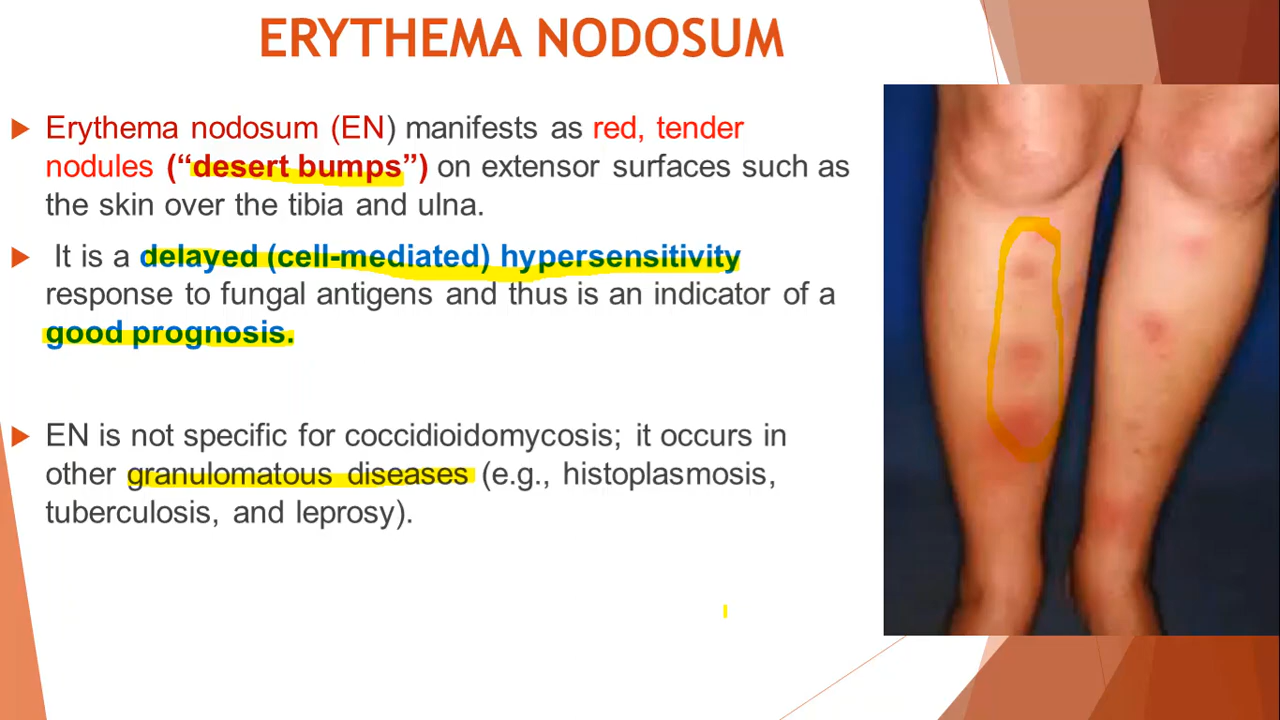 ERYTHEMA NODOSUM
Erythema nodosum (EN) manifests as red, tender
nodules (“desert bumps”) on extensor surfaces such as
the skin over the tibia and ulna.
It is a delayed (cell-mediated) hypersensitivity
response to fungal antigens and thus is an indicator of a
good prognosis.
EN is not specific for coccidioidomycosis; it occurs in
other granulomatous diseases (e.g., histoplasmosis,
tuberculosis, and leprosy).